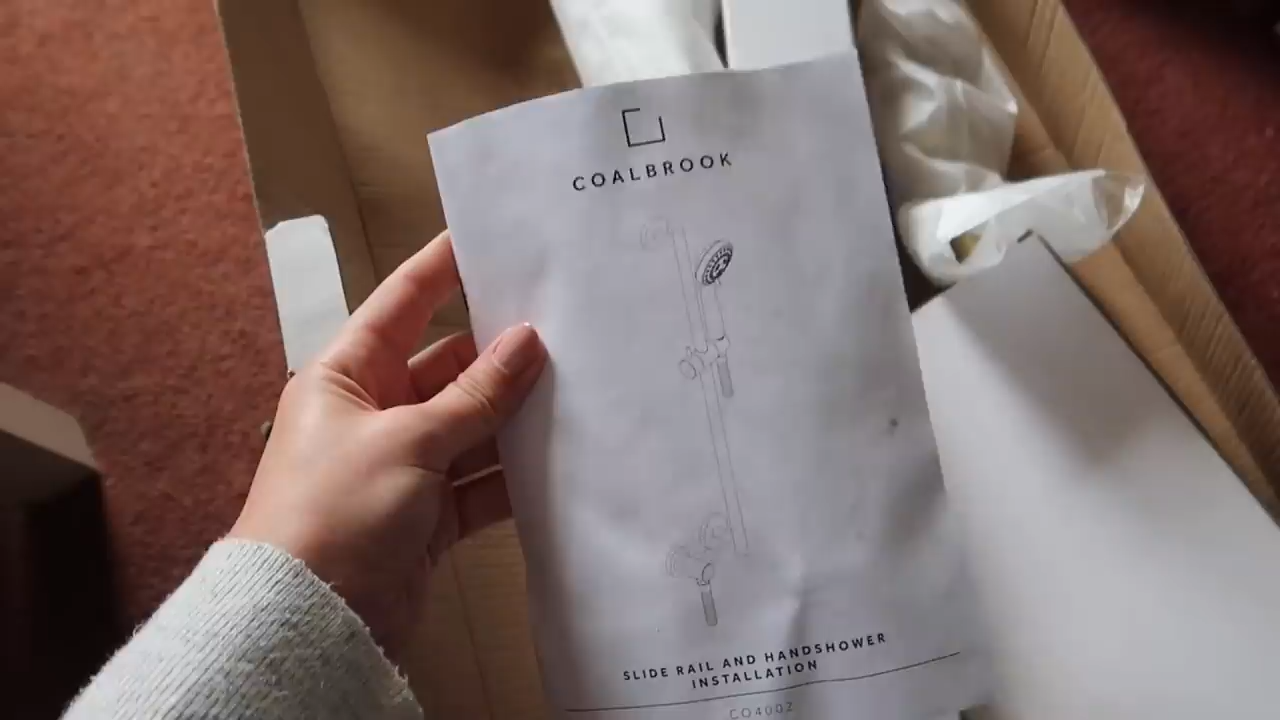 COALBROOK
SLIDE RAIL AND HANDSHOWER
INSTALLATION
CO4002